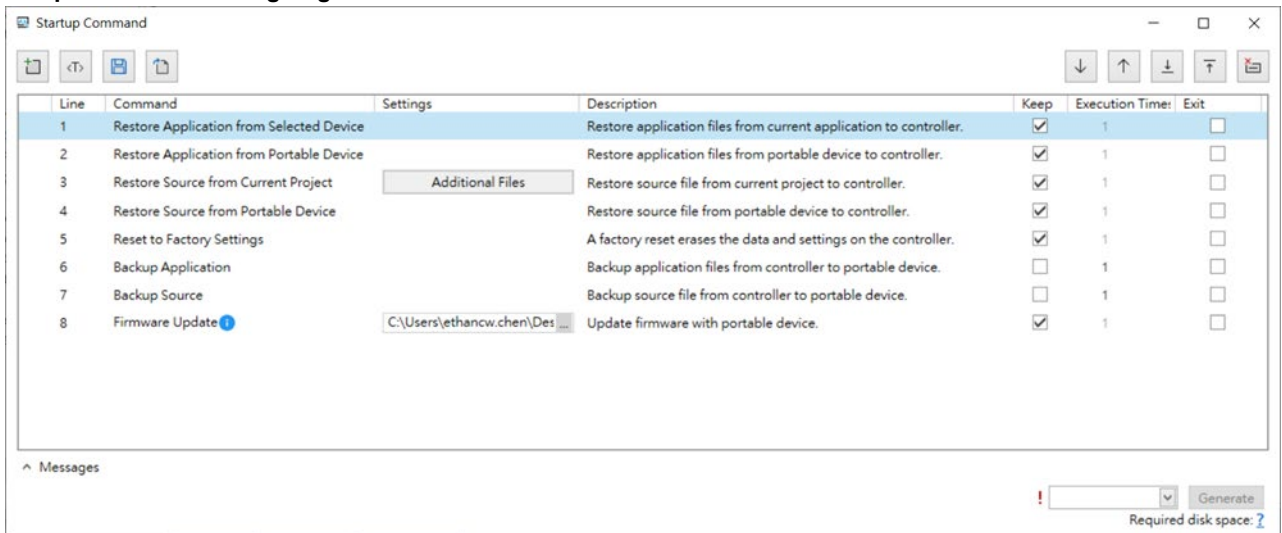 Startup Command
<T>
Line Command Settings Description Keep Execution Time: Exit
1 Restore Application from Selected Device Restore application files from current application to controller. 1
2 Restore Application from Portable Device Restore application files from portable device to controller. 1
3 Restore Source from Current Project Additional Files Restore source file from current project to controller. 1
4 Restore Source from Portable Device Restore source file from portable device to controller. 1
5 Reset to Factory Settings A factory reset erases the data and settings on the controller. 1
6 Backup Application Backup application files from controller to portable device. 1
7 Backup Source Backup source file from controller to portable device. 1
8 Firmware Update i C:\Users\ethancw.chen\Des ... Update firmware with portable device. 1
Messages
! Generate
Required disk space: ?